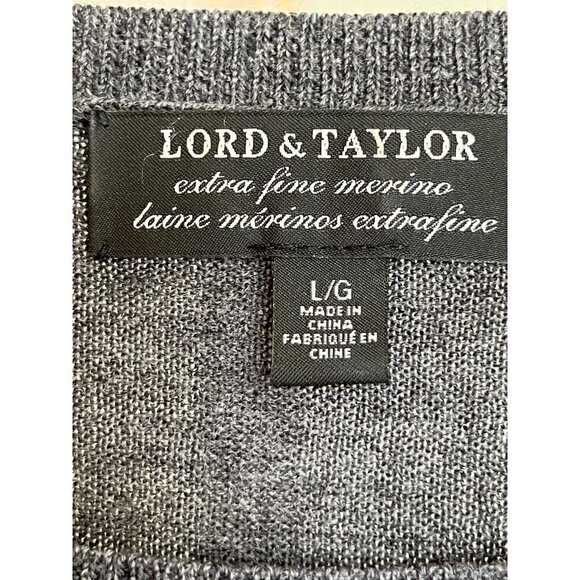 LORD & TAYLOR
extra fine merino
laine mérinos extrafine
L/G
MADE IN
CHINA
FABRIQUÉ EN
CHINE